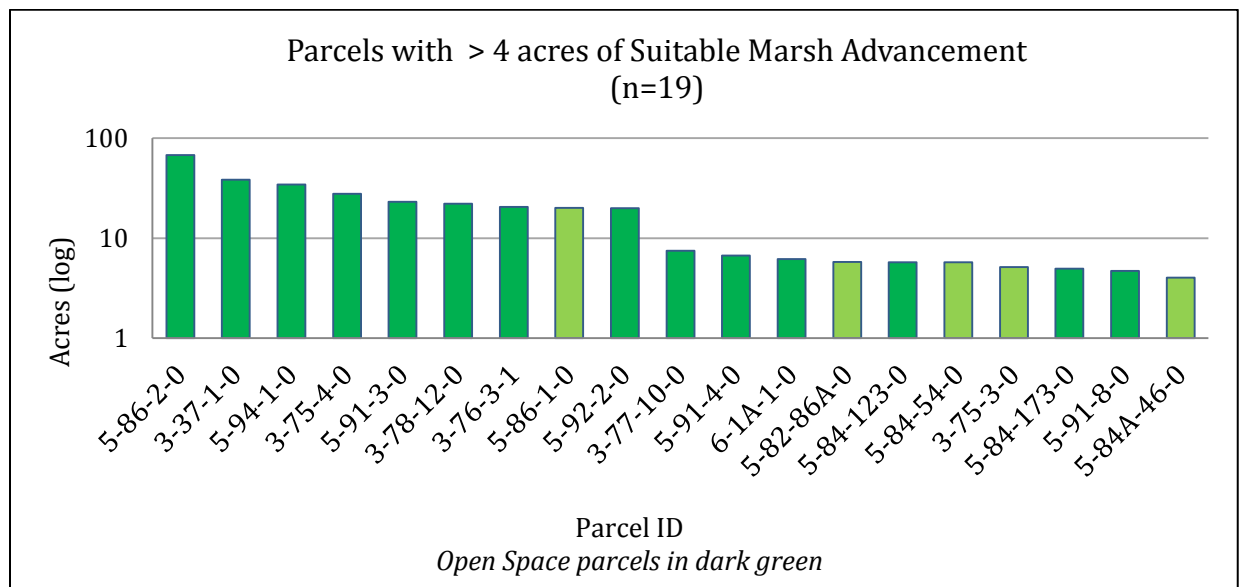 Parcels with > 4 acres of Suitable Marsh Advancement
(n=19)
100
10
1
Acres (log)
5-86-2-0
3-37-1-0
5-94-1-0
3-75-4-0
5-91-3-0
3-78-12-0
3-76-3-1
5-86-1-0
5-92-2-0
3-77-10-0
5-91-4-0
6-1A-1-0
5-82-86A-0
5-84-123-0
5-84-54-0
3-75-3-0
5-84-173-0
5-91-8-0
5-84A-46-0
Parcel ID
Open Space parcels in dark green